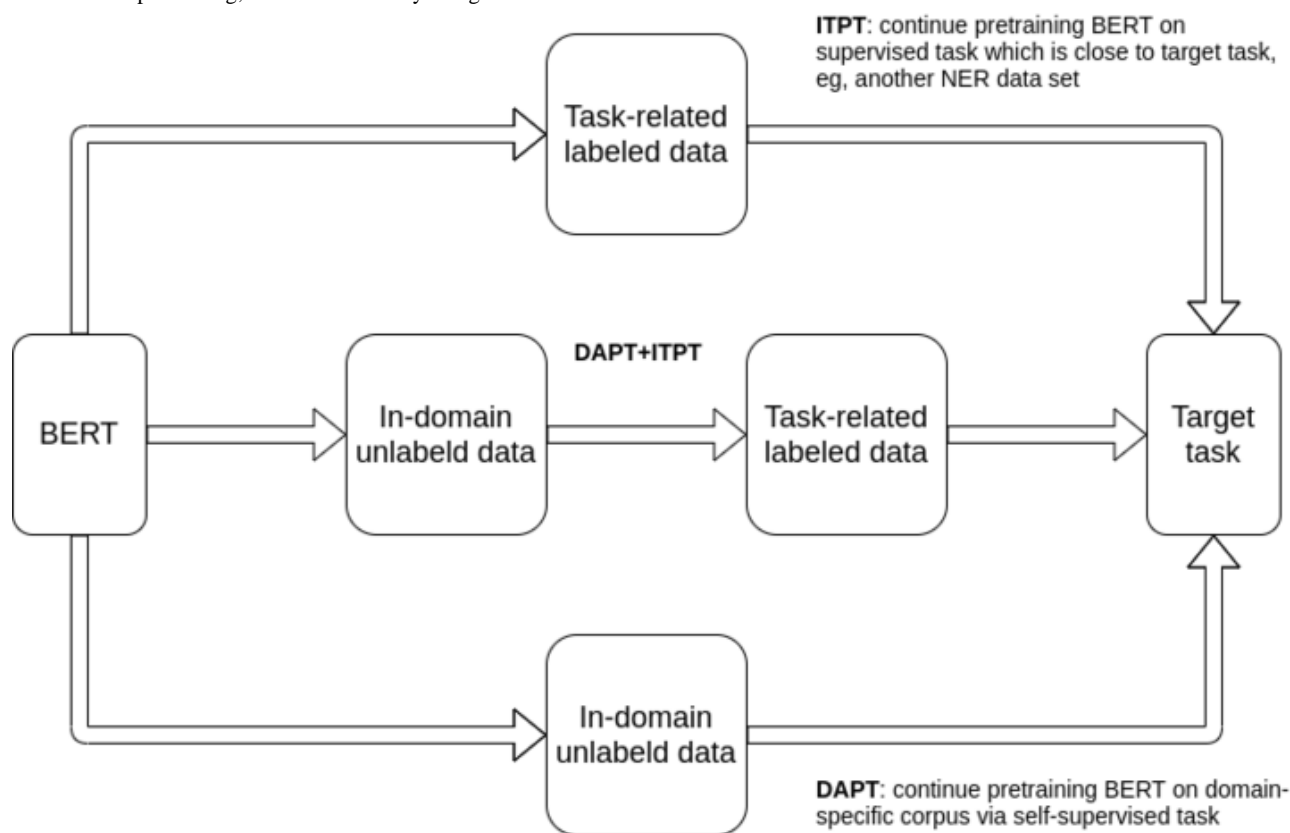 ITPT: continue pretraining BERT on
supervised task which is close to target task,
eg, another NER data set
Task-related
labeled data
DAPT+ITPT
BERT
In-domain
unlabeld data
Task-related
labeled data
Target
task
In-domain
unlabeld data
DAPT: continue pretraining BERT on domain-
specific corpus via self-supervised task